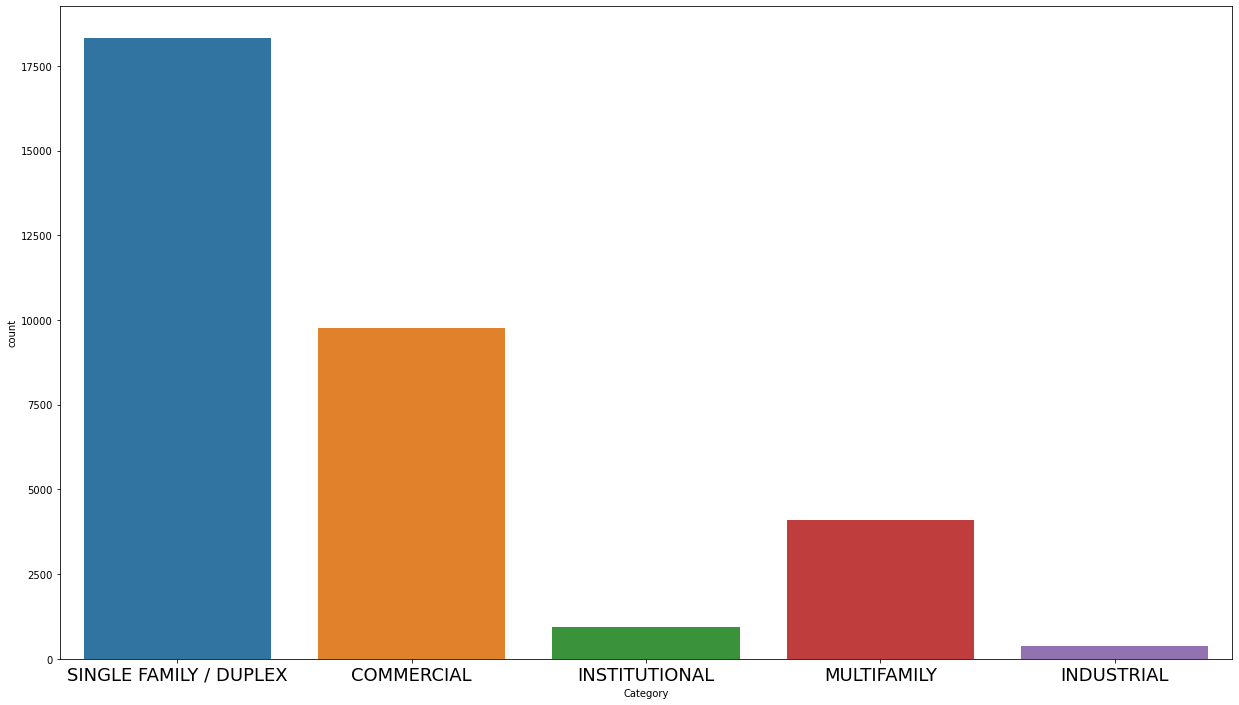 17500
15000
12500
10000
7500
5000
2500
0
count
SINGLE FAMILY / DUPLEX COMMERCIAL INSTITUTIONAL MULTIFAMILY INDUSTRIAL
Category